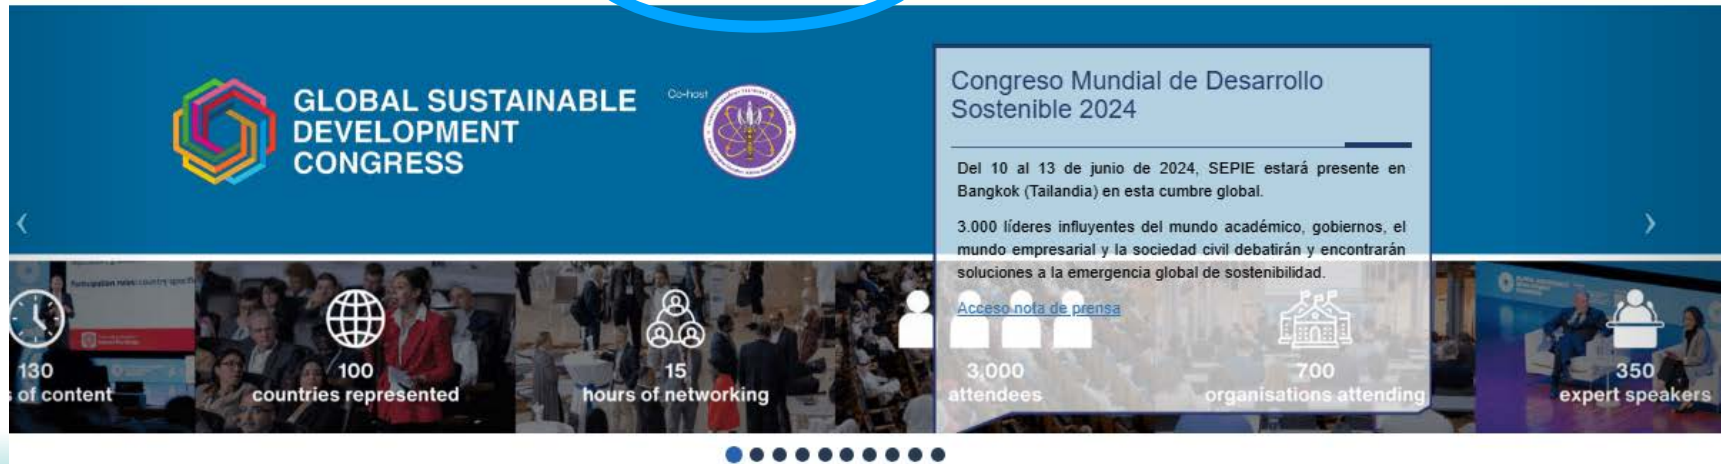 GLOBAL SUSTAINABLE
DEVELOPMENT
CONGRESS
Co-host
Congreso Mundial de Desarrollo
Sostenible 2024
Del 10 al 13 de junio de 2024, SEPIE estará presente en
Bangkok (Tailandia) en esta cumbre global.
3.000 líderes influyentes del mundo académico, gobiernos, el
mundo empresarial y la sociedad civil debatirán y encontrarán
soluciones a la emergencia global de sostenibilidad.
Acceso nota de prensa
130
of content
100
countries represented
15
hours of networking
3.000
attendees
700
organisations attending
350
expert speakers